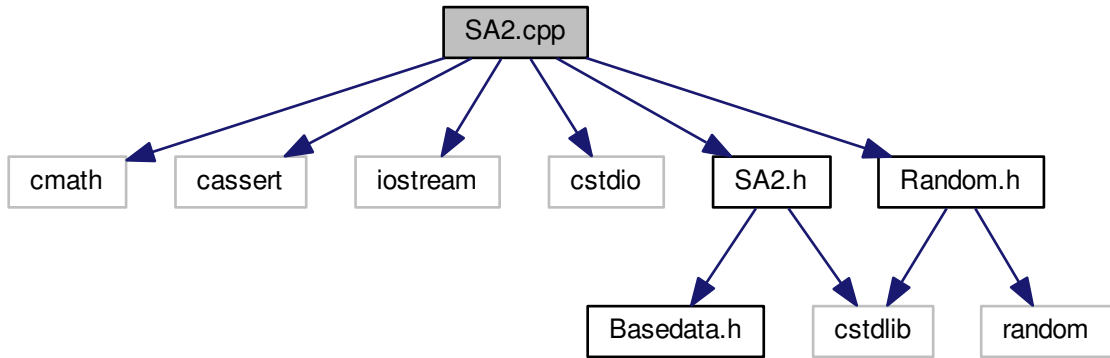 SA2.cpp
cmath
cassert
iostream
cstdio
SA2.h
Random.h
Basedata.h
cstdlib
random